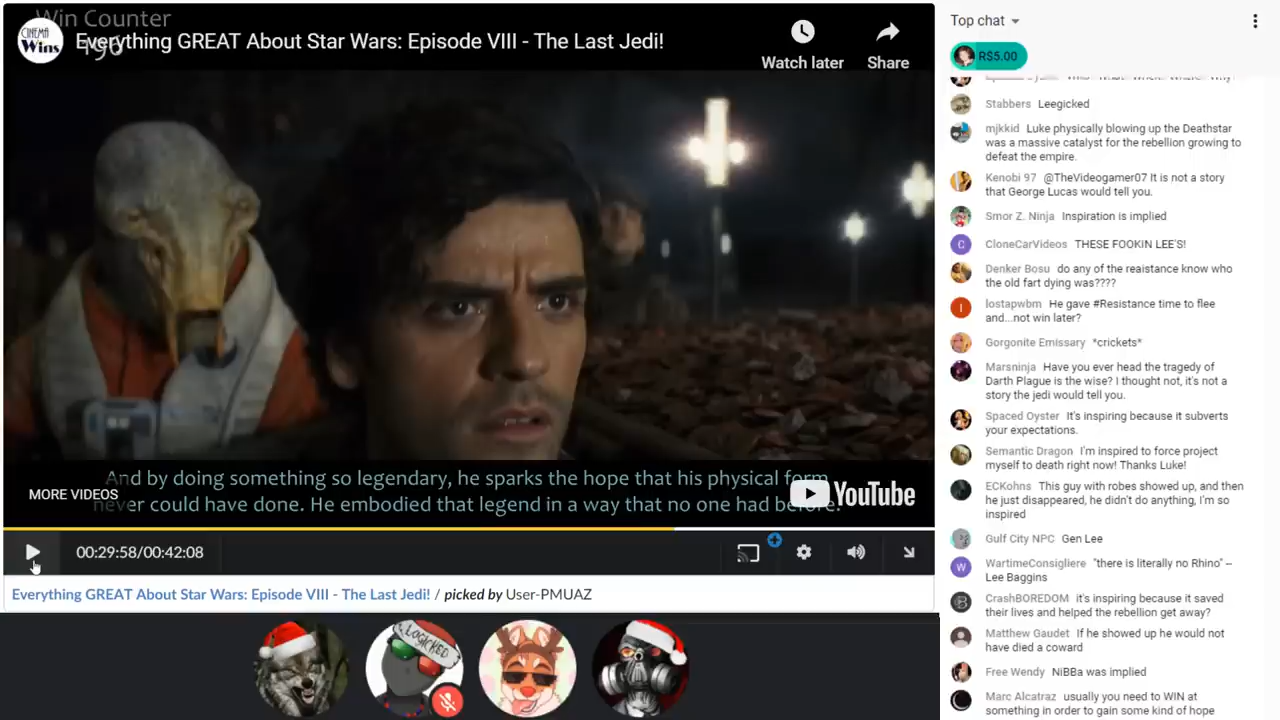 Win Counter
196
CINEMA
Wins
Everything GREAT About Star Wars: Episode VIII - The Last Jedi!
Watch later
Share
And by doing something so legendary, he sparks the hope that his physical form
never could have done. He embodied that legend in a way that no one had before.
MORE VIDEOS
YouTube
00:29:58/00:42:08
Everything GREAT About Star Wars: Episode VIII - The Last Jedi! / picked by User-PMUAZ
LOGICKED
Top chat
R$5.00
Stabbers Leegicked
mjkkid Luke physically blowing up the Deathstar
was a massive catalyst for the rebellion growing to
defeat the empire.
Kenobi 97 @TheVideogamer07 It is not a story
that George Lucas would tell you.
Smor Z. Ninja Inspiration is implied
C
CloneCarVideos THESE FOOKIN LEE'S!
Denker Bosu do any of the reaistance know who
the old fart dying was????
l
lostapwbm He gave #Resistance time to flee
and...not win later?
Gorgonite Emissary *crickets*
Marsninja Have you ever head the tragedy of
Darth Plague is the wise? I thought not, it's not a
story the jedi would tell you.
Spaced Oyster It's inspiring because it subverts
your expectations.
Semantic Dragon I'm inspired to force project
myself to death right now! Thanks Luke!
ECKohns This guy with robes showed up, and then
he just disappeared, he didn't do anything, I'm so
inspired
Gulf City NPC Gen Lee
W
WartimeConsigliere "there is literally no Rhino" --
Lee Baggins
CrashBOREDOM it's inspiring because it saved
their lives and helped the rebellion get away?
Matthew Gaudet If he showed up he would not
have died a coward
Free Wendy NiBBa was implied
Marc Alcatraz usually you need to WIN at
something in order to gain some kind of hope